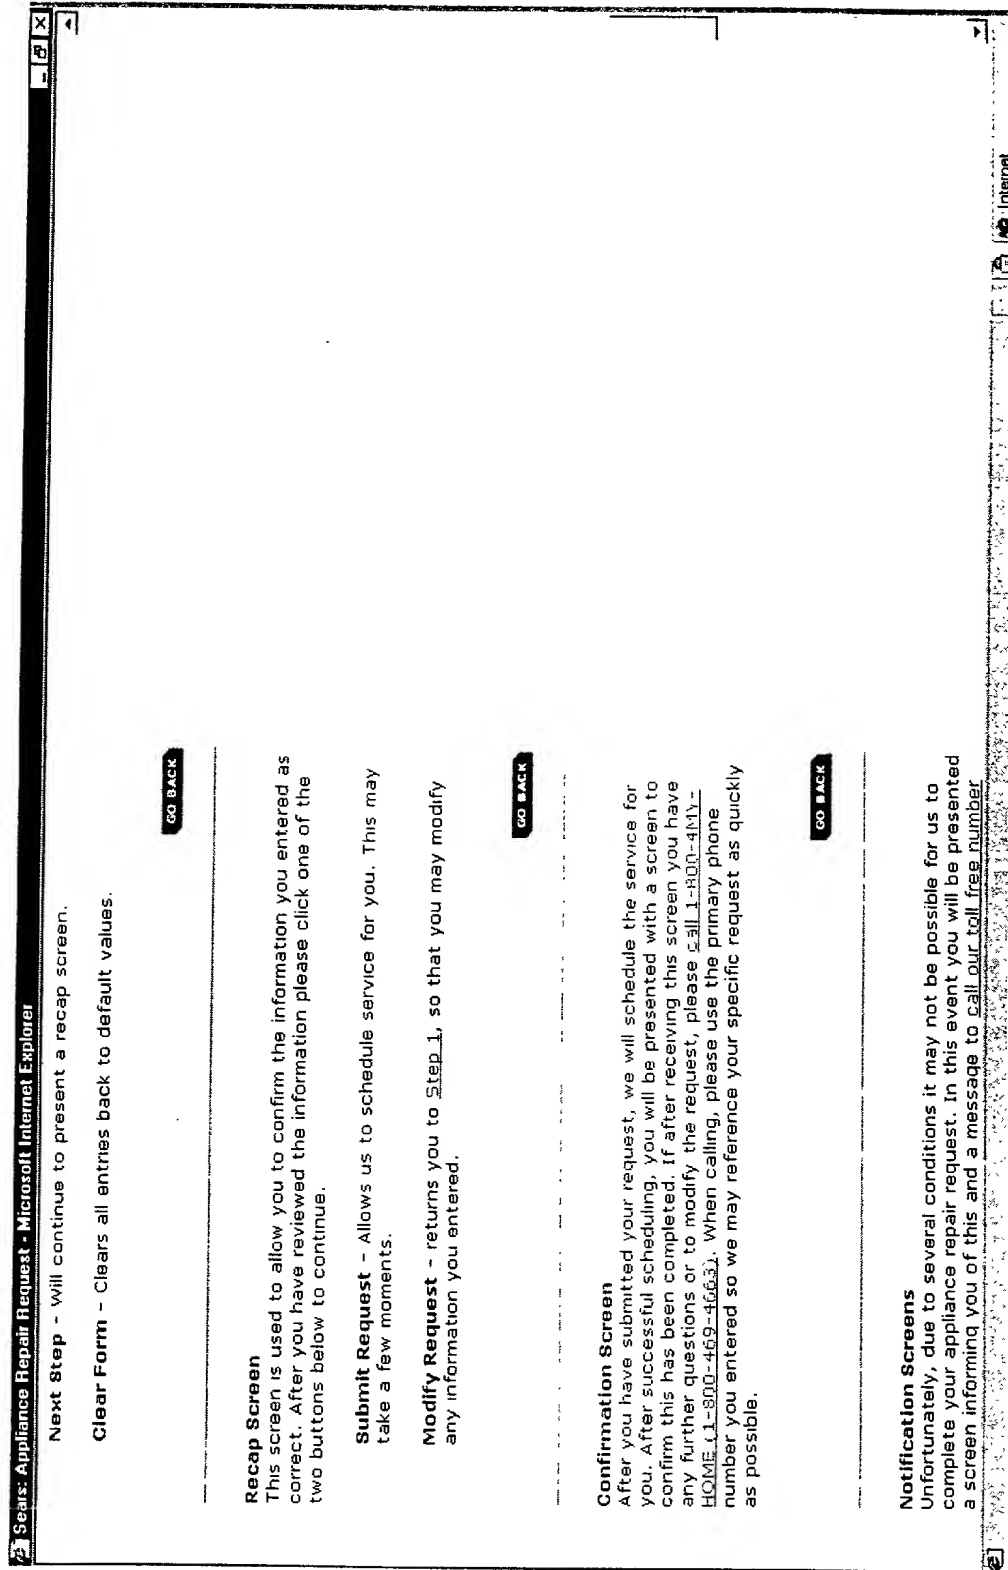 Sears: Appliance Repair Request - Microsoft Internet Explorer
Next Step - Will continue to present a recap screen.
Clear Form - Clears all entries back to default values.
GO BACK
Recap Screen
This screen is used to allow you to confirm the information you entered as
correct. After you have reviewed the information please click one of the
two buttons below to continue.
Submit Request - Allows us to schedule service for you. This may
take a few moments.
Modify Request - returns you to Step 1, so that you may modify
any information you entered.
GO BACK
Confirmation Screen
After you have submitted your request, we will schedule the service for
you. After successful scheduling, you will be presented with a screen to
confirm this has been completed. If after receiving this screen you have
any further questions or to modify the request, please call 1-800-4MY-
HOME (1-800-469-4663). When calling, please use the primary phone
number you entered so we may reference your specific request as quickly
as possible.
GO BACK
Notification Screens
Unfortunately, due to several conditions it may not be possible for us to
complete your appliance repair request. In this event you will be presented
a screen informing you of this and a message to call our toll free number
Internet